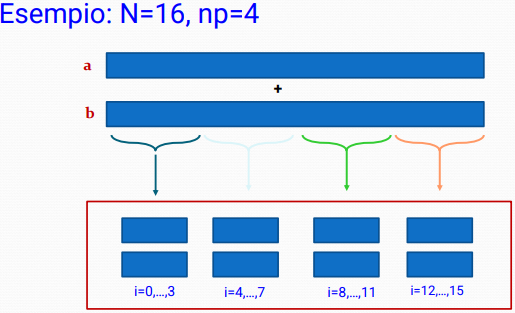 Esempio: N=16, np=4
a
+
b
i=0,...,3 i=4,...,7 i=8,...,11 i=12,...,15